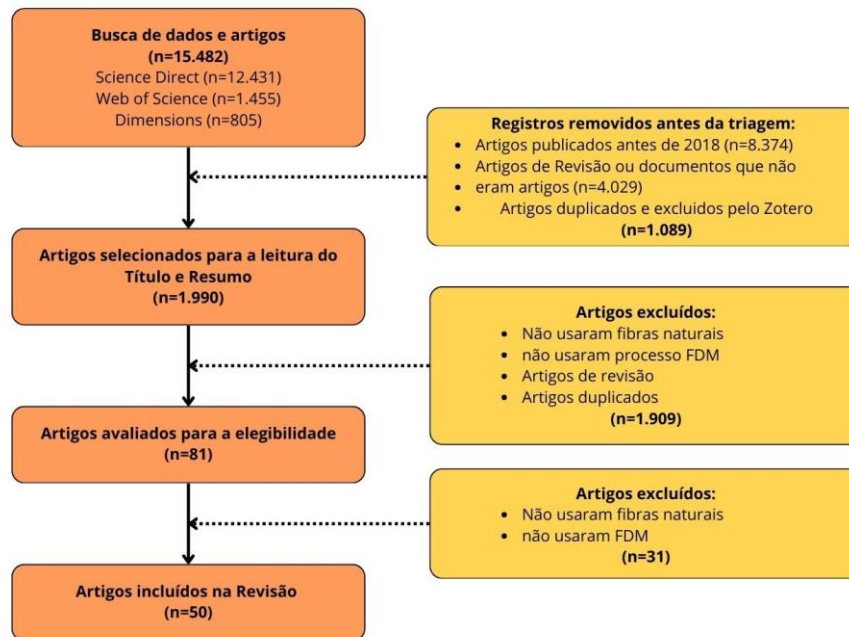 Busca de dados e artigos
(n=15.482)
Science Direct (n=12.431)
Web of Science (n=1.455)
Dimensions (n=805)
Registros removidos antes da triagem:
• Artigos publicados antes de 2018 (n=8.374)
• Artigos de Revisão ou documentos que não
• eram artigos (n=4.029)
• Artigos duplicados e excluidos pelo Zotero
(n=1.089)
Artigos selecionados para a leitura do
Título e Resumo
(n=1.990)
Artigos excluídos:
• Não usaram fibras naturais
• não usaram processo FDM
• Artigos de revisão
• Artigos duplicados
(n=1.909)
Artigos avaliados para a elegibilidade
(n=81)
Artigos excluídos:
• Não usaram fibras naturais
• não usaram FDM
(n=31)
Artigos incluídos na Revisão
(n=50)